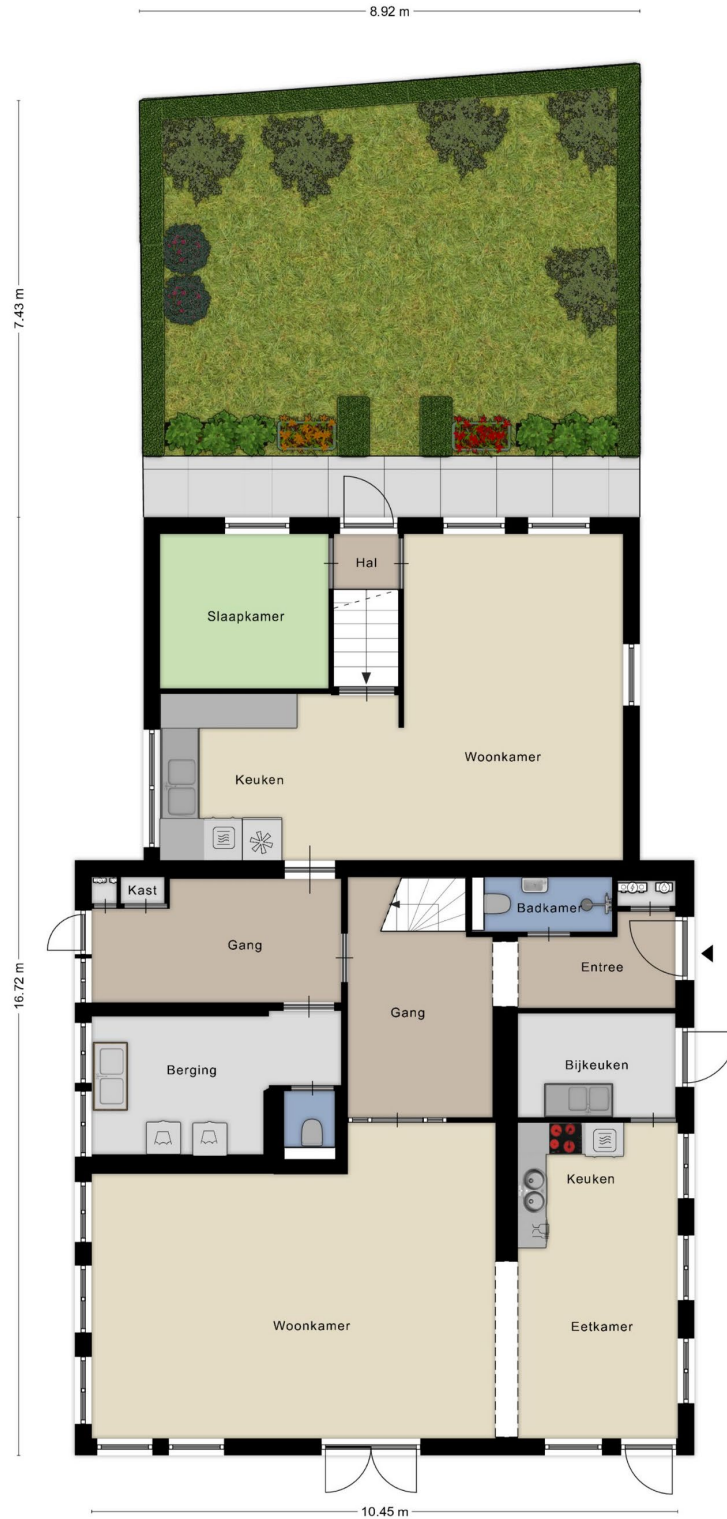 8.92 m
7.43 m
Hal
Slaapkamer
Woonkamer
Keuken
Kast
Badkamer
Gang
Entree
16.72 m
Gang
Bijkeuken
Berging
Keuken
Woonkamer
Eetkamer
10.45 m